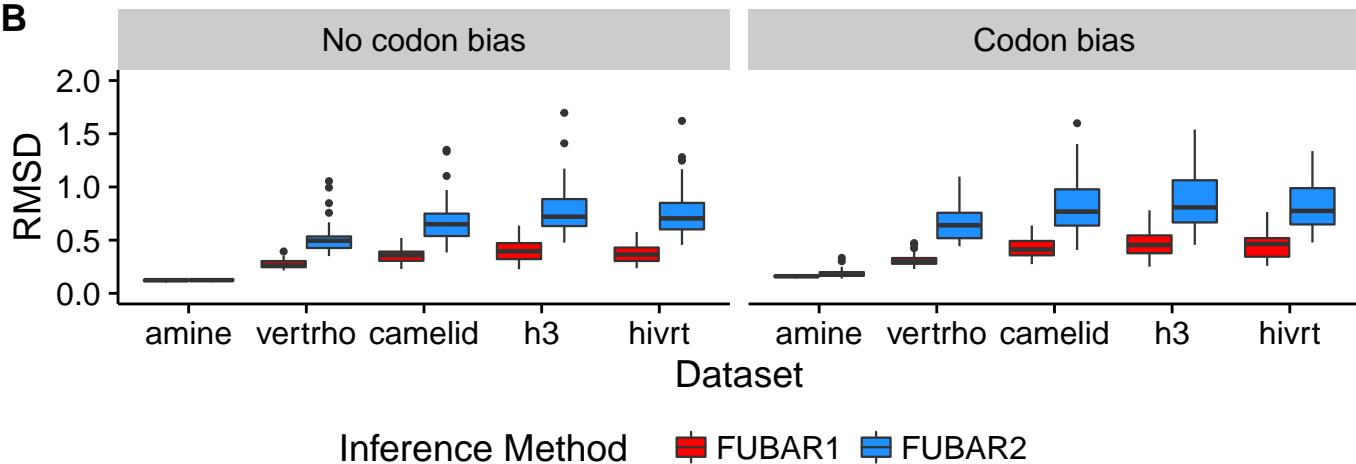 B
No codon bias Codon bias
RMSD
2.0
1.5
1.0
0.5
0.0
amine vertrho camelid h3 hivrt amine vertrho camelid h3 hivrt
Dataset
Inference Method FUBAR1 FUBAR2